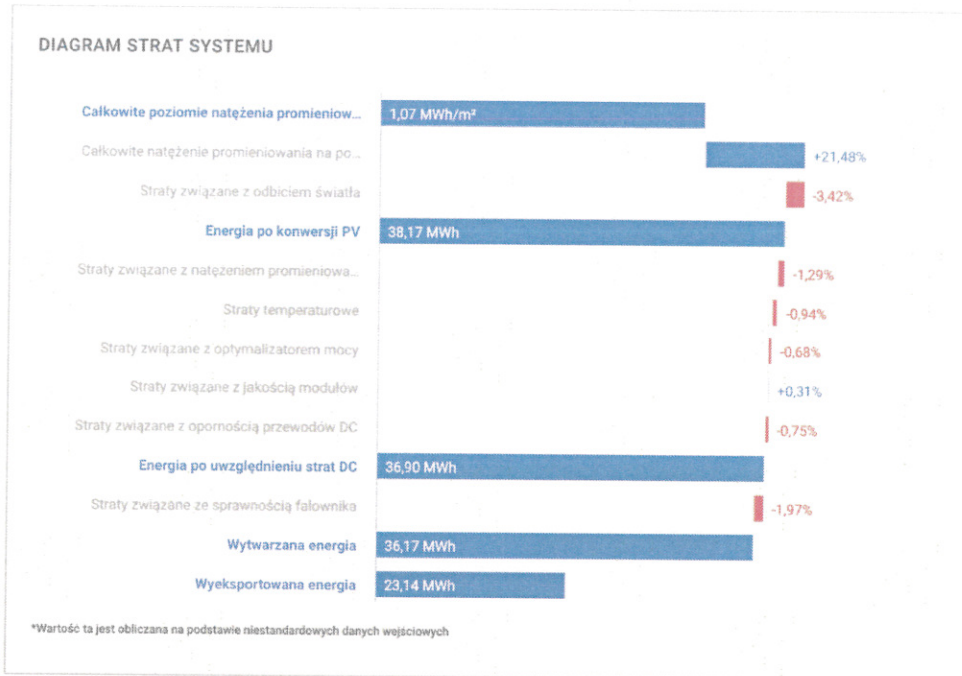 DIAGRAM STRAT SYSTEMU
Całkowite poziomie natężenia promieniow... 1,07 MWh/m²
Całkowite natężenie promieniowania na po... +21,48%
Straty związane z odbiciem światła -3,42%
Energia po konwersji PV 38,17 MWh
Straty związane z natężeniem promieniowa... -1,29%
Straty temperaturowe -0,94%
Straty związane z optymalizatorem mocy -0,68%
Straty związane z jakością modułów +0,31%
Straty związane z opornością przewodów DC -0,75%
Energia po uwzględnieniu strat DC 36,90 MWh
Straty związane ze sprawnością falownika -1,97%
Wytwarzana energia 36,17 MWh
Wyeksportowana energia 23,14 MWh
*Wartość ta jest obliczana na podstawie niestandardowych danych wejściowych